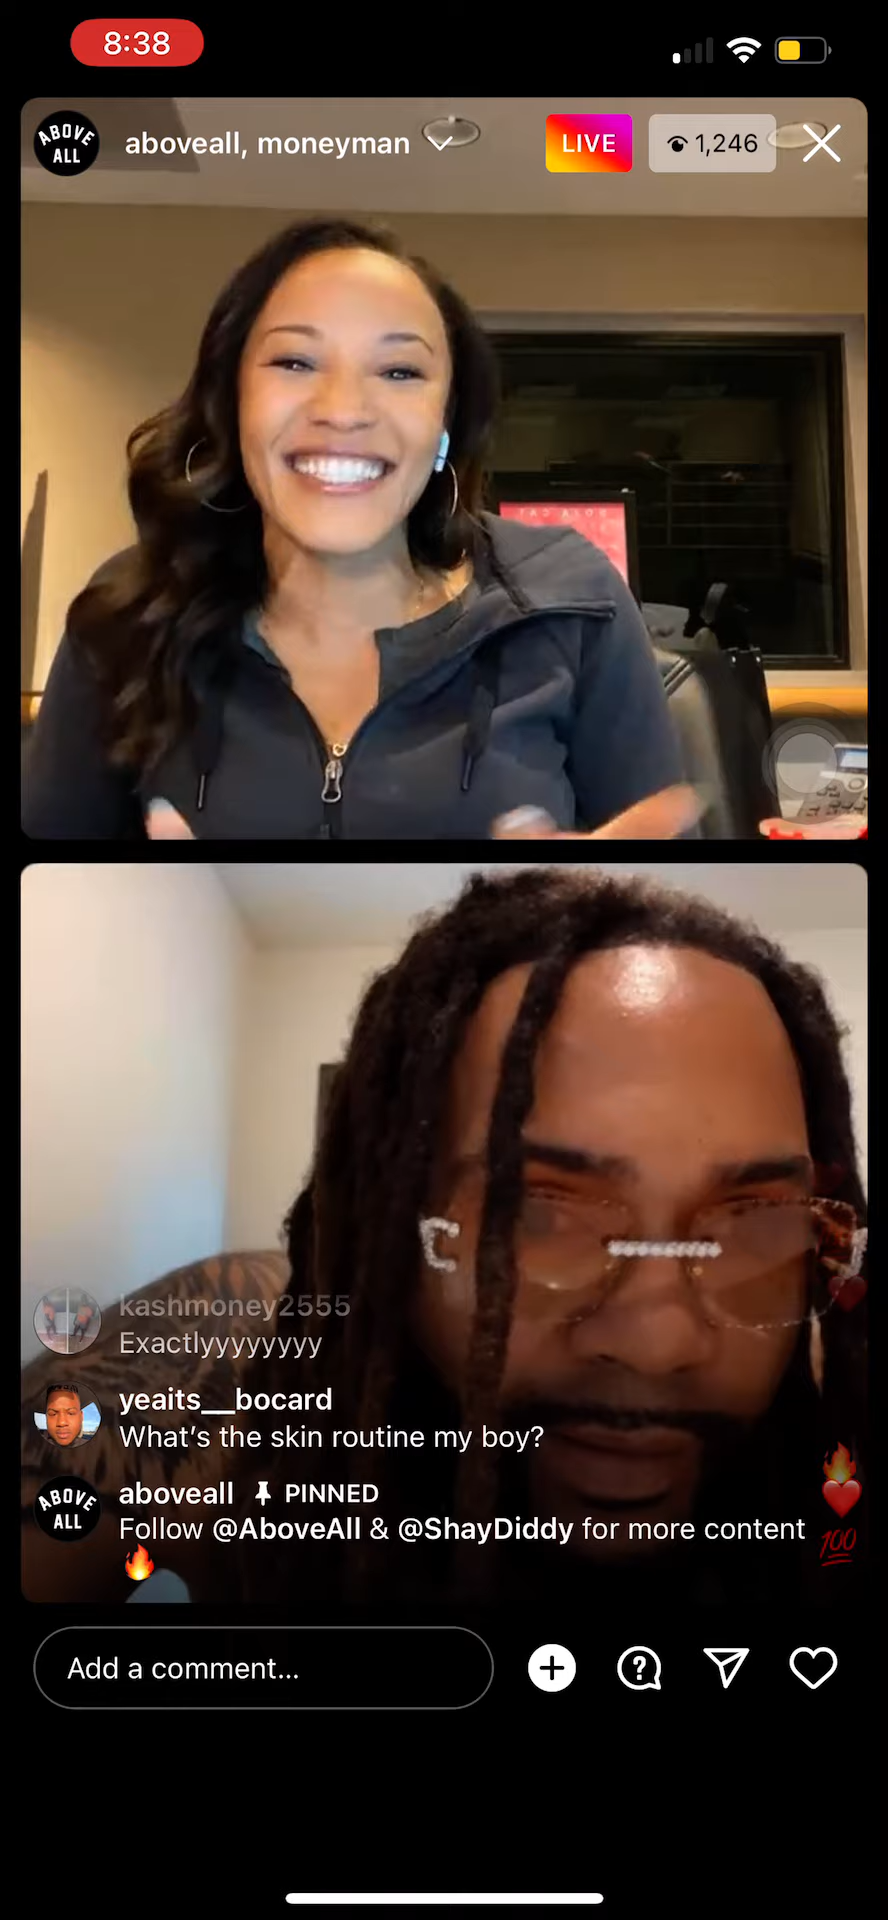 8:38
ABOVE
ALL
aboveall, moneyman
LIVE
1,246
kashmoney2555
Exactlyyyyyyyy
yeaits__bocard
What's the skin routine my boy?
ABOVE
ALL
aboveall PINNED
Follow @AboveAll & @ShayDiddy for more content
🔥
100
Add a comment...